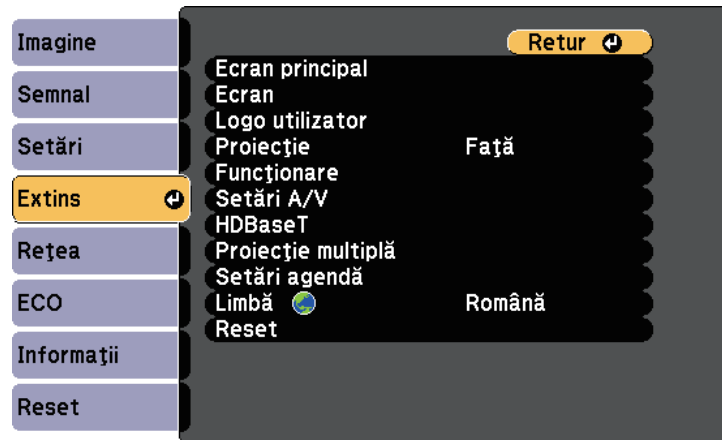 Imagine
Semnal
Setări
Extins
Reţea
ECO
Informaţii
Reset
Retur
Ecran principal
Ecran
Logo utilizator
Proiecţie Faţă
Funcţionare
Setări A/V
HDBaseT
Proiecţie multiplă
Setări agendă
Limbă Română
Reset